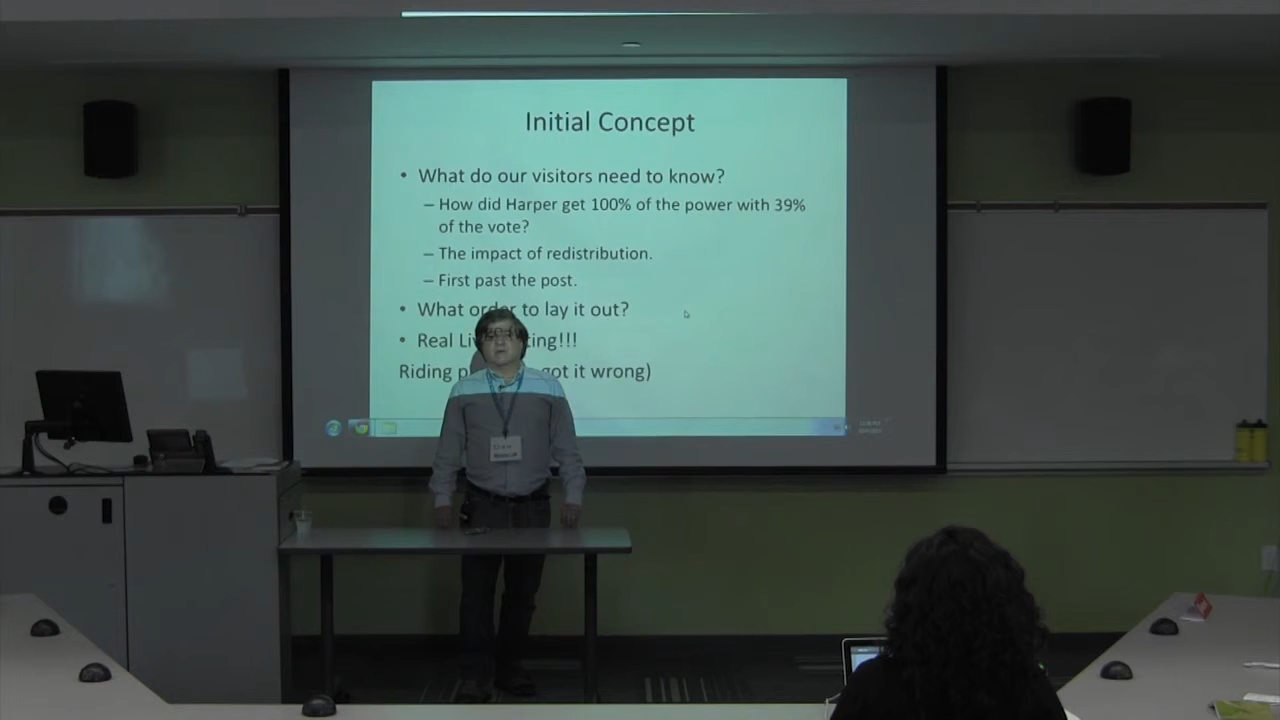 Initial Concept
• What do our visitors need to know?
– How did Harper get 100% of the power with 39%
of the vote?
– The impact of redistribution.
– First past the post.
• What order to lay it out?
• Real Li ting!!!
Riding p got it wrong)